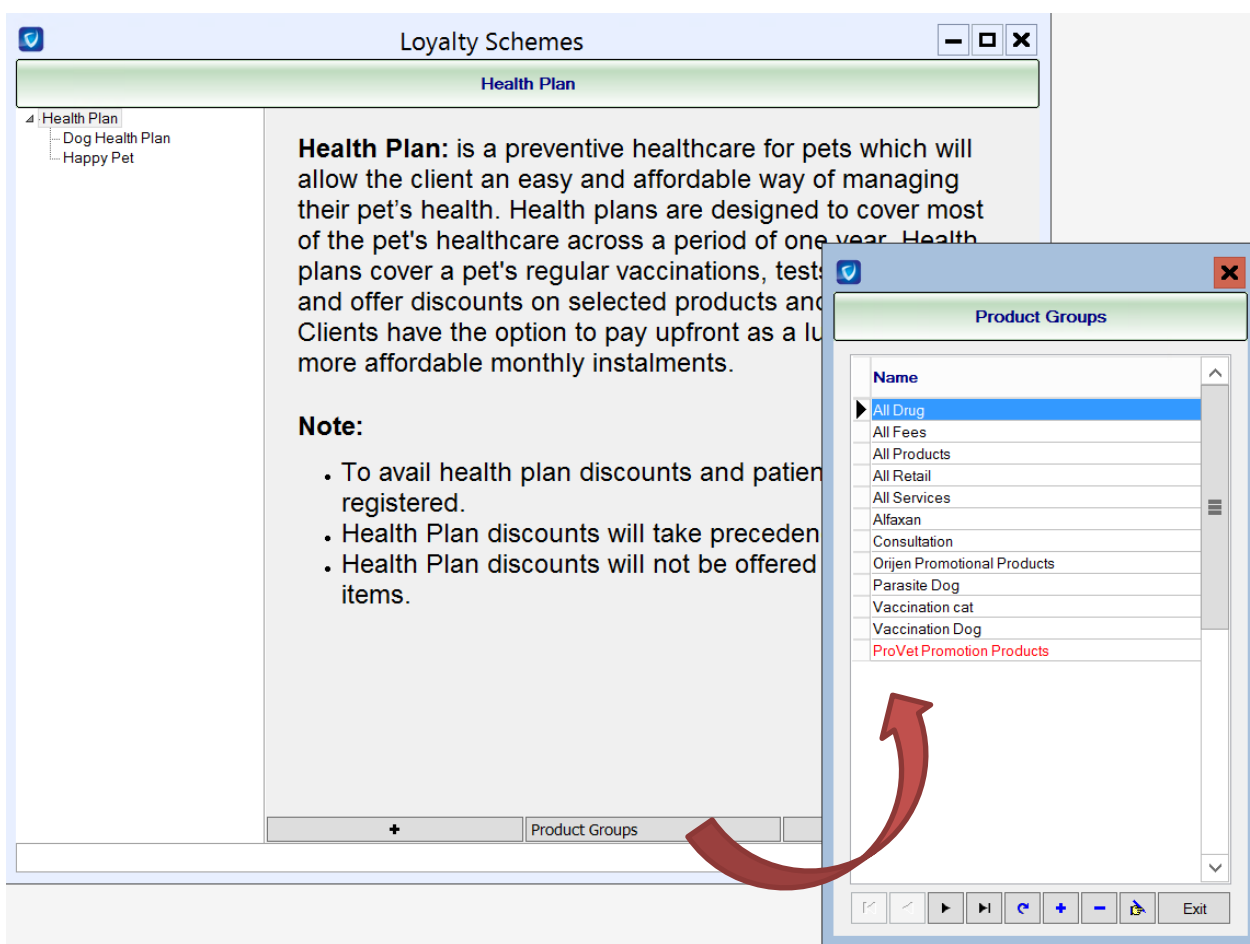 Loyalty Schemes
Health Plan
Health Plan
Dog Health Plan
Happy Pet
Health Plan: is a preventive healthcare for pets which will
allow the client an easy and affordable way of managing
their pet's health. Health plans are designed to cover most
of the pet's healthcare across a period of one year. Health
plans cover a pet's regular vaccinations, tests
and offer discounts on selected products and
Clients have the option to pay upfront as a
more affordable monthly instalments.
Note:
• To avail health plan discounts and
registered.
• Health Plan discounts will take
• Health Plan discounts will not be offered
items.
+
Product Groups
Product Groups
Name
All Drug
All Fees
All Products
All Retail
All Services
Alfaxan
Consultation
Orijen Promotional Products
Parasite Dog
Vaccination cat
Vaccination Dog
ProVet Promotion Products
Exit